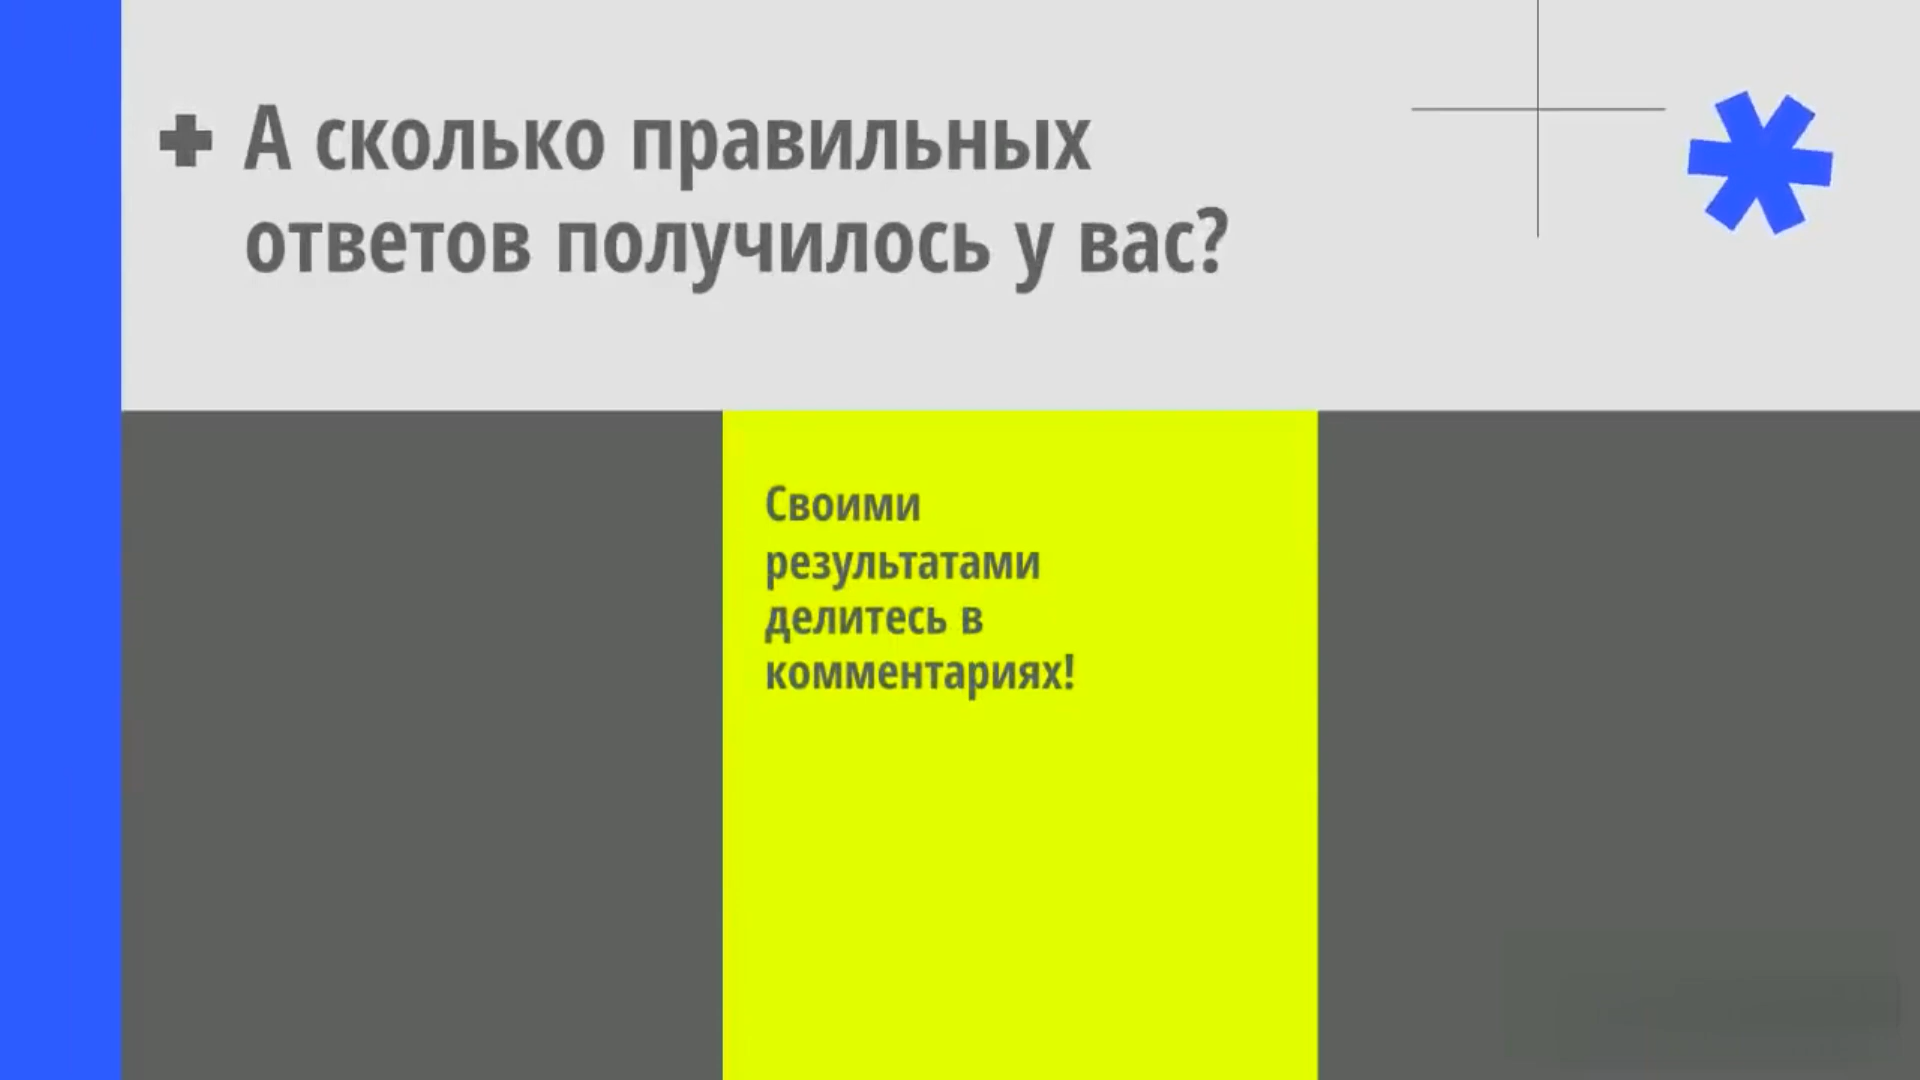 А сколько правильных
ответов получилось у вас?
Своими
результатами
делитесь в
комментариях!